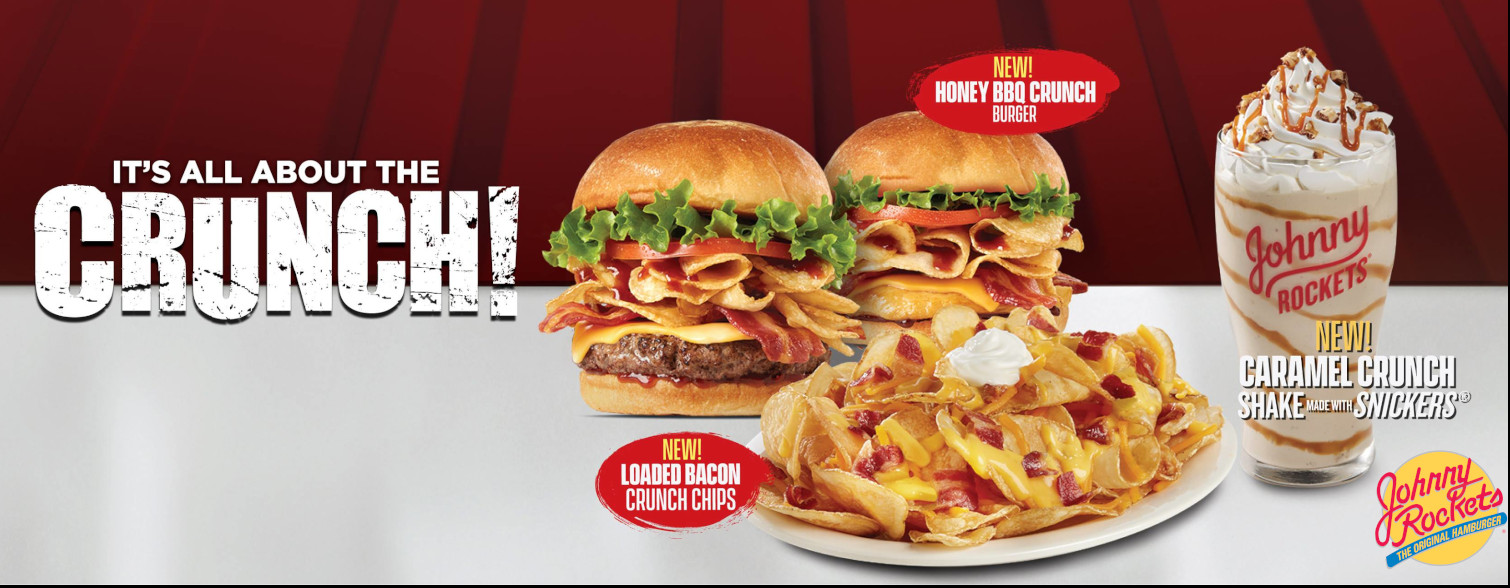 IT'S ALL ABOUT THE
CRUNCH!
NEW!
HONEY BBQ CRUNCH
BURGER
NEW!
LOADED BACON
CRUNCH CHIPS
Johnny
ROCKETS
NEW!
CARAMEL CRUNCH
SHAKE MADE WITH SNICKERS®
Johnny
Rockets
THE ORIGINAL HAMBURGER